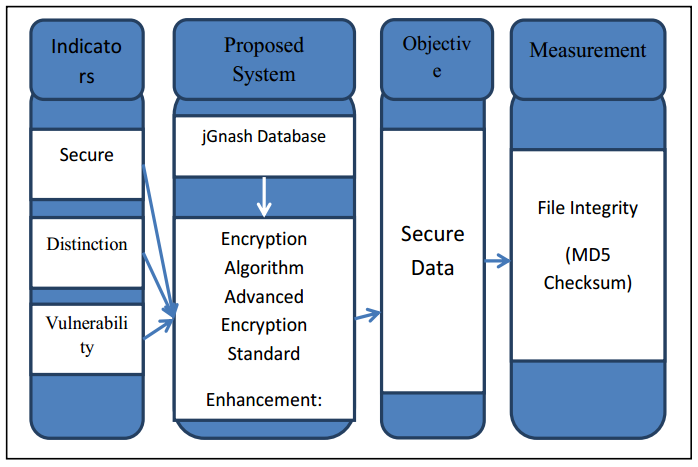 Indicato
rs
Secure
Distinction
Vulnerabili
ty
Proposed
System
jGnash Database
Encryption
Algorithm
Advanced
Encryption
Standard
Enhancement:
Objectiv
e
Secure
Data
Measurement
File Integrity
(MD5
Checksum)